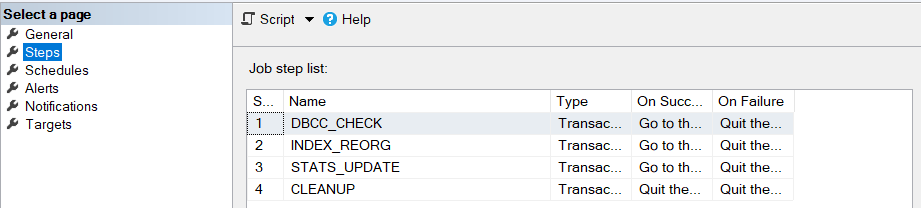 Select a page
General
Steps
Schedules
Alerts
Notifications
Targets
Script Help
Job step list:
S... Name Type On Succ... On Failure
1 DBCC_CHECK Transac... Go to th... Quit the...
2 INDEX_REORG Transac... Go to th... Quit the...
3 STATS_UPDATE Transac... Go to th... Quit the...
4 CLEANUP Transac... Quit the... Quit the...